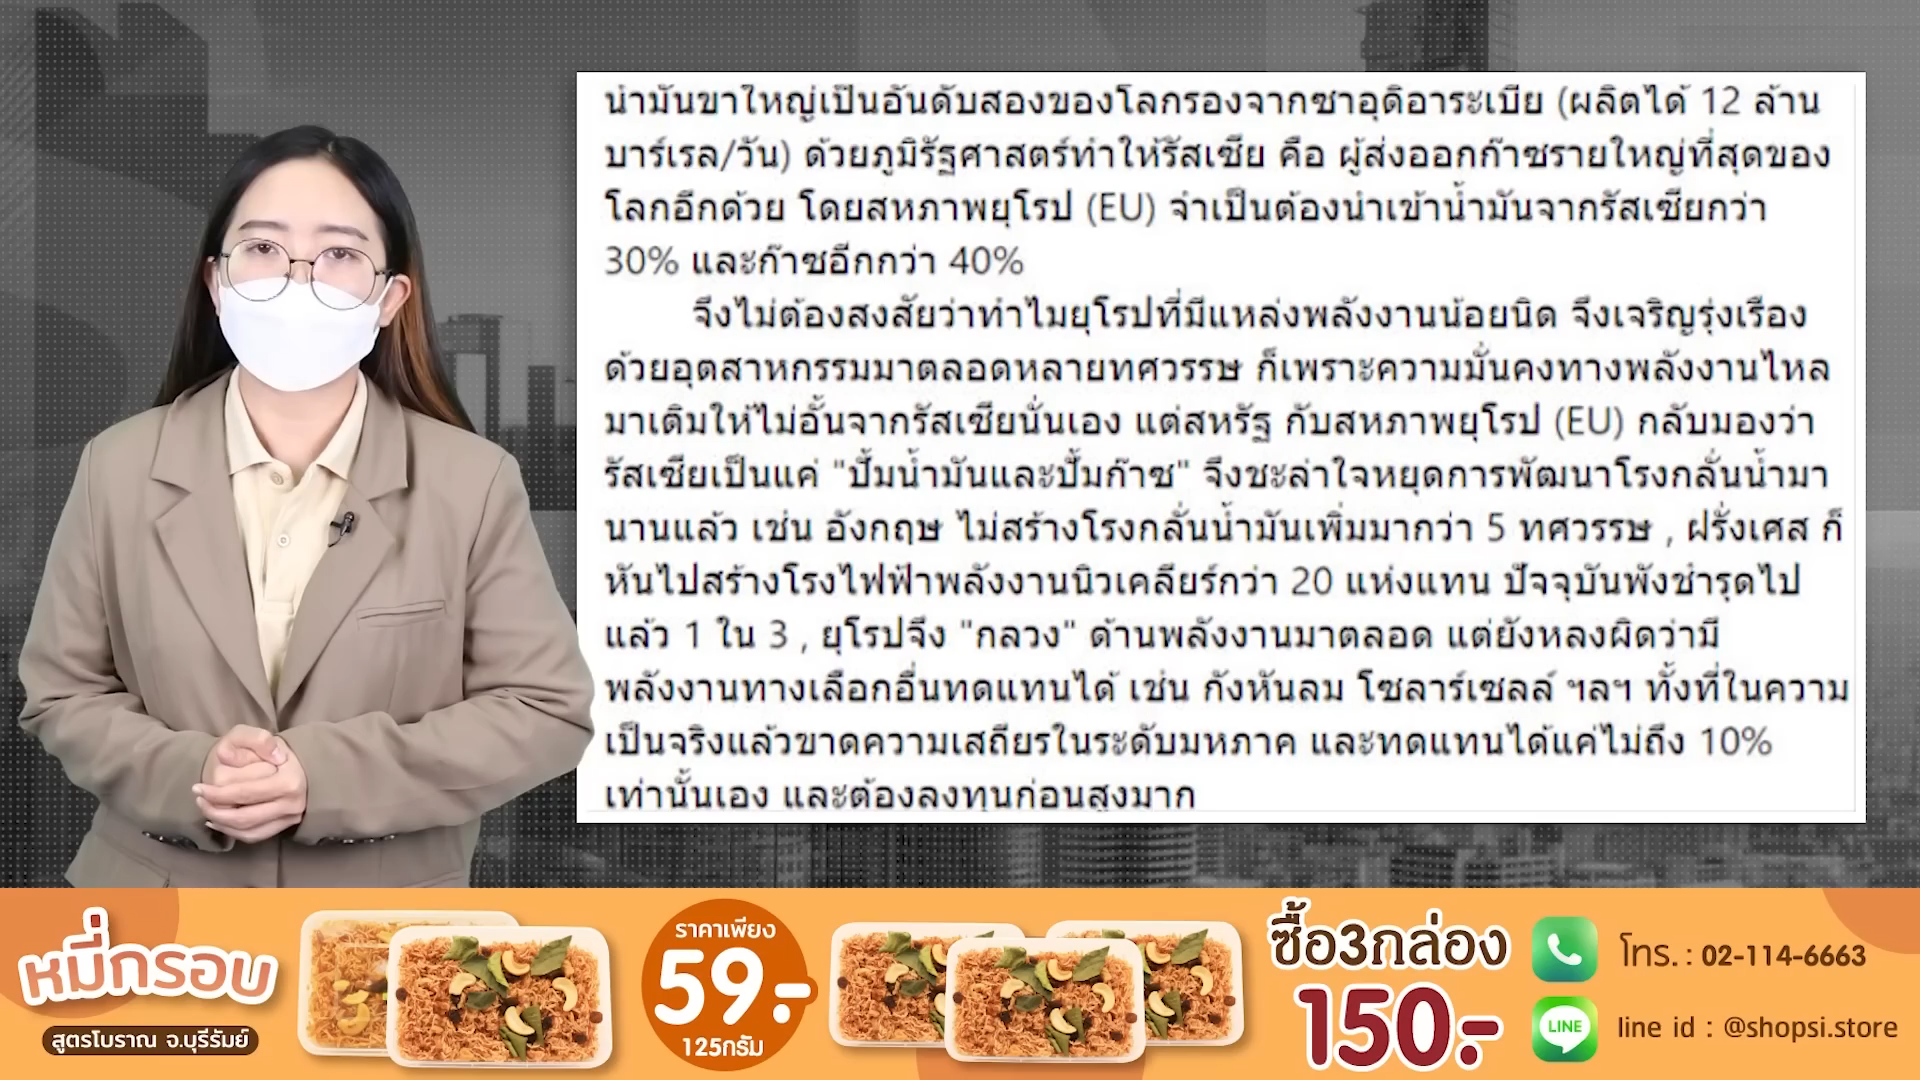 น้ำมันขาใหญ่เป็นอันดับสองของโลกรองจากซาอุดิอาระเบีย (ผลิตได้ 12 ล้าน
บาร์เรล/วัน) ด้วยภูมิรัฐศาสตร์ทำให้รัสเซีย คือ ผู้ส่งออกก๊าซรายใหญ่ที่สุดของ
โลกอีกด้วย โดยสหภาพยุโรป (EU) จำเป็นต้องนำเข้าน้ำมันจากรัสเซียกว่า
30% และก๊าซอีกกว่า 40%
จึงไม่ต้องสงสัยว่าทำไมยุโรปที่มีแหล่งพลังงานน้อยนิด จึงเจริญรุ่งเรือง
ด้วยอุตสาหกรรมมาตลอดหลายทศวรรษ ก็เพราะความมั่นคงทางพลังงานไหล
มาเติมให้ไม่อั้นจากรัสเซียนั่นเอง แต่สหรัฐ กับสหภาพยุโรป (EU) กลับมองว่า
รัสเซียเป็นแค่ "ปั้มน้ำมันและปั้มก๊าซ" จึงชะล่าใจหยุดการพัฒนาโรงกลั่นน้ำมา
นานแล้ว เช่น อังกฤษ ไม่สร้างโรงกลั่นน้ำมันเพิ่มมากว่า 5 ทศวรรษ , ฝรั่งเศส ก็
หันไปสร้างโรงไฟฟ้าพลังงานนิวเคลียร์กว่า 20 แห่งแทน ปัจจุบันพังชำรุดไป
แล้ว 1 ใน 3 , ยุโรปจึง "กลวง" ด้านพลังงานมาตลอด แต่ยังหลงผิดว่ามี
พลังงานทางเลือกอื่นทดแทนได้ เช่น กังหันลม โซลาร์เซลล์ ฯลฯ ทั้งที่ในความ
เป็นจริงแล้วขาดความเสถียรในระดับมหภาค และทดแทนได้แค่ไม่ถึง 10%
เท่านั้นเอง และต้องลงทุนก่อนสูงมาก
หมี่กรอบ
สูตรโบราณ จ.บุรีรัมย์
ราคาเพียง
59.-
125กรัม
ซื้อ3กล่อง
150.-
โทร. : 02-114-6663
LINE
line id : @shopsi.store